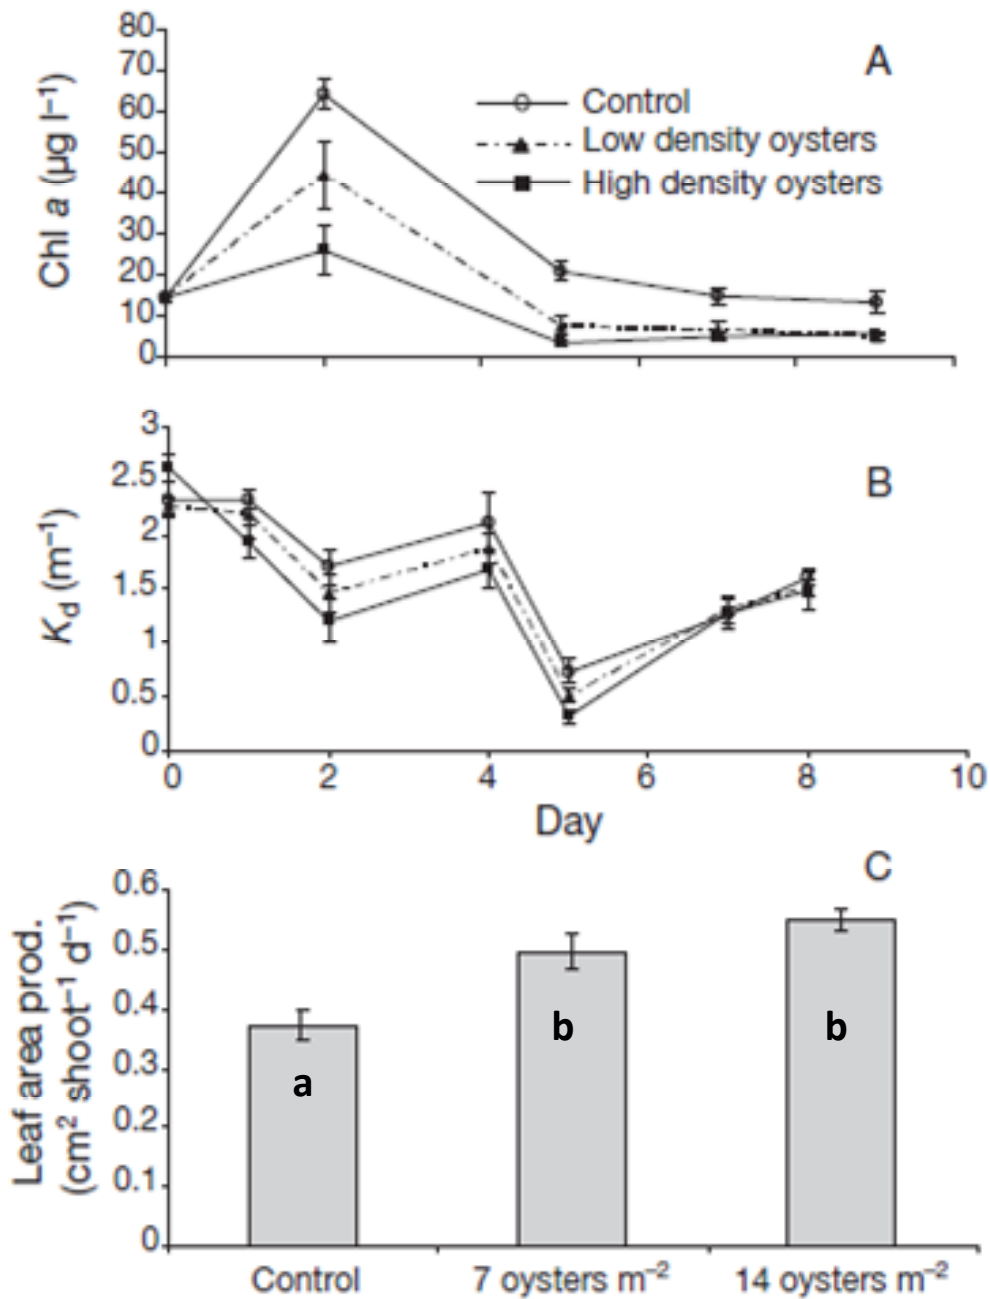 80
70
60
50
40
30
20
10
0
Chl a (µg l⁻¹)
A
Control
Low density oysters
High density oysters
3
2.5
2
1.5
1
0.5
0
K_d (m⁻¹)
B
0 2 4 6 8 10
Day
C
0.6
0.5
0.4
0.3
0.2
0.1
0
Leaf area prod.
(cm² shoot⁻¹ d⁻¹)
a
b
b
Control 7 oysters m⁻² 14 oysters m⁻²